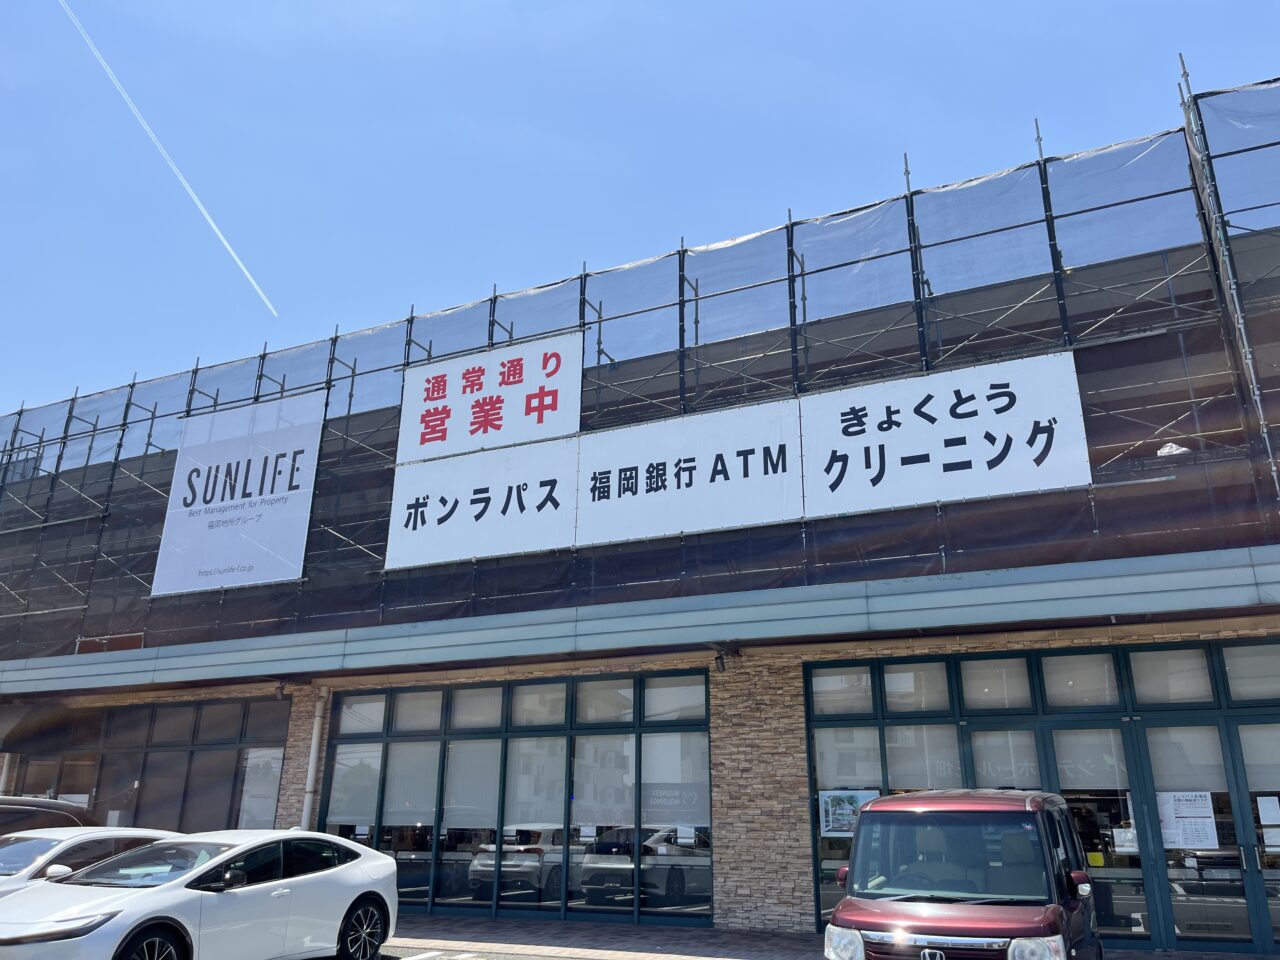 SUNLIFE
Best Management for Property
福岡地所グループ
https://sunlife-f.co.jp
通常通り
営業中
ボンラパス
福岡銀行ATM
きょくとう
クリーニング
BUSINESS
HOLDINGS